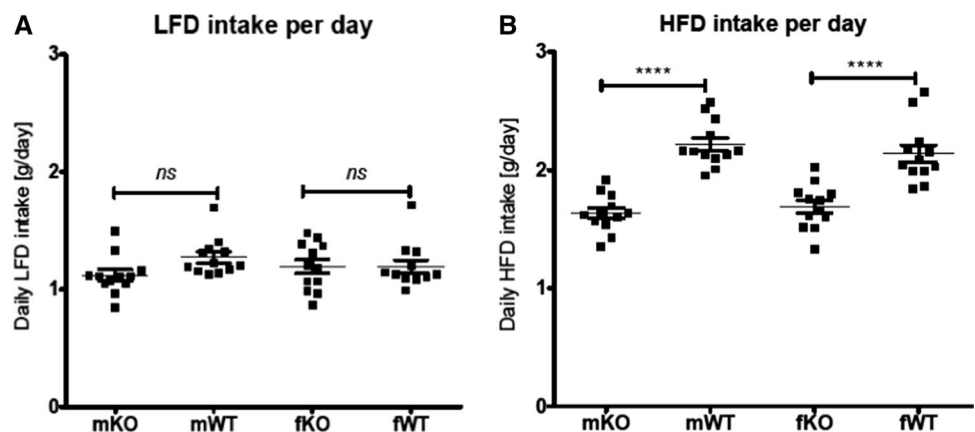 A
LFD intake per day
Daily LFD intake [g/day]
3
2
1
0
ns
ns
mKO mWT fKO fWT
B
HFD intake per day
Daily HFD intake [g/day]
3
2
1
0
****
****
mKO mWT fKO fWT